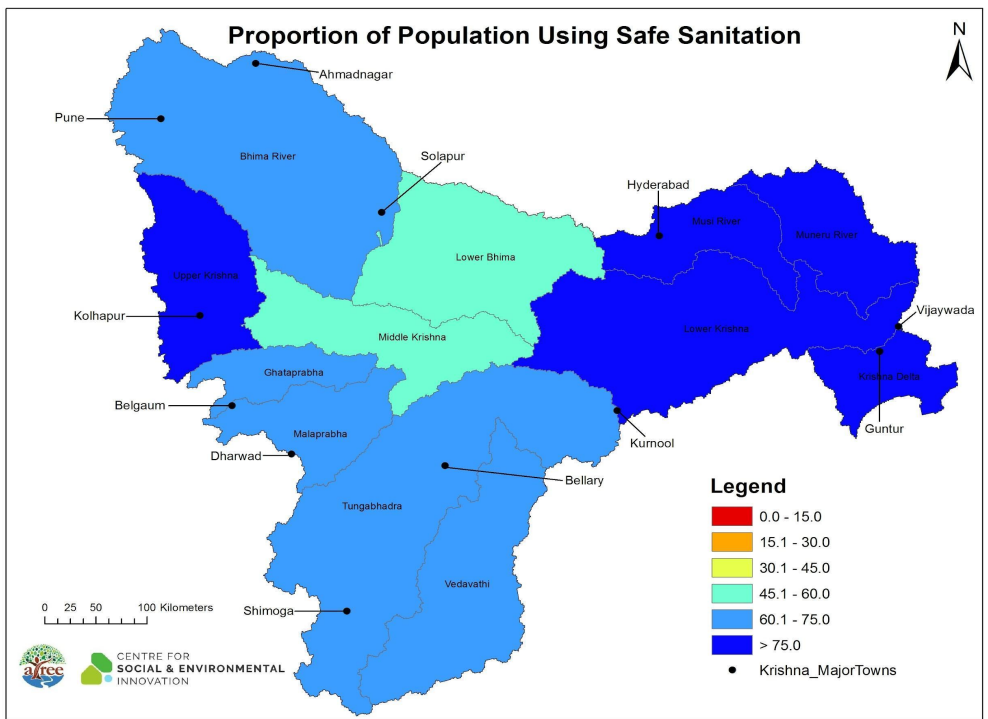 Proportion of Population Using Safe Sanitation
N
Ahmadnagar
Pune
Bhima River
Solapur
Hyderabad
Musi River
Muneru River
Lower Bhima
Upper Krishna
Kolhapur
Vijaywada
Lower Krishna
Middle Krishna
Ghataprabha
Krishna Delta
Belgaum
Malaprabha
Kurnool
Guntur
Dharwad
Bellary
Tungabhadra
Vedavathi
Shimoga
Legend
0.0 - 15.0
15.1 - 30.0
30.1 - 45.0
45.1 - 60.0
60.1 - 75.0
> 75.0
Krishna_MajorTowns
0 25 50 100 Kilometers
atree
CENTRE FOR
SOCIAL & ENVIRONMENTAL
INNOVATION